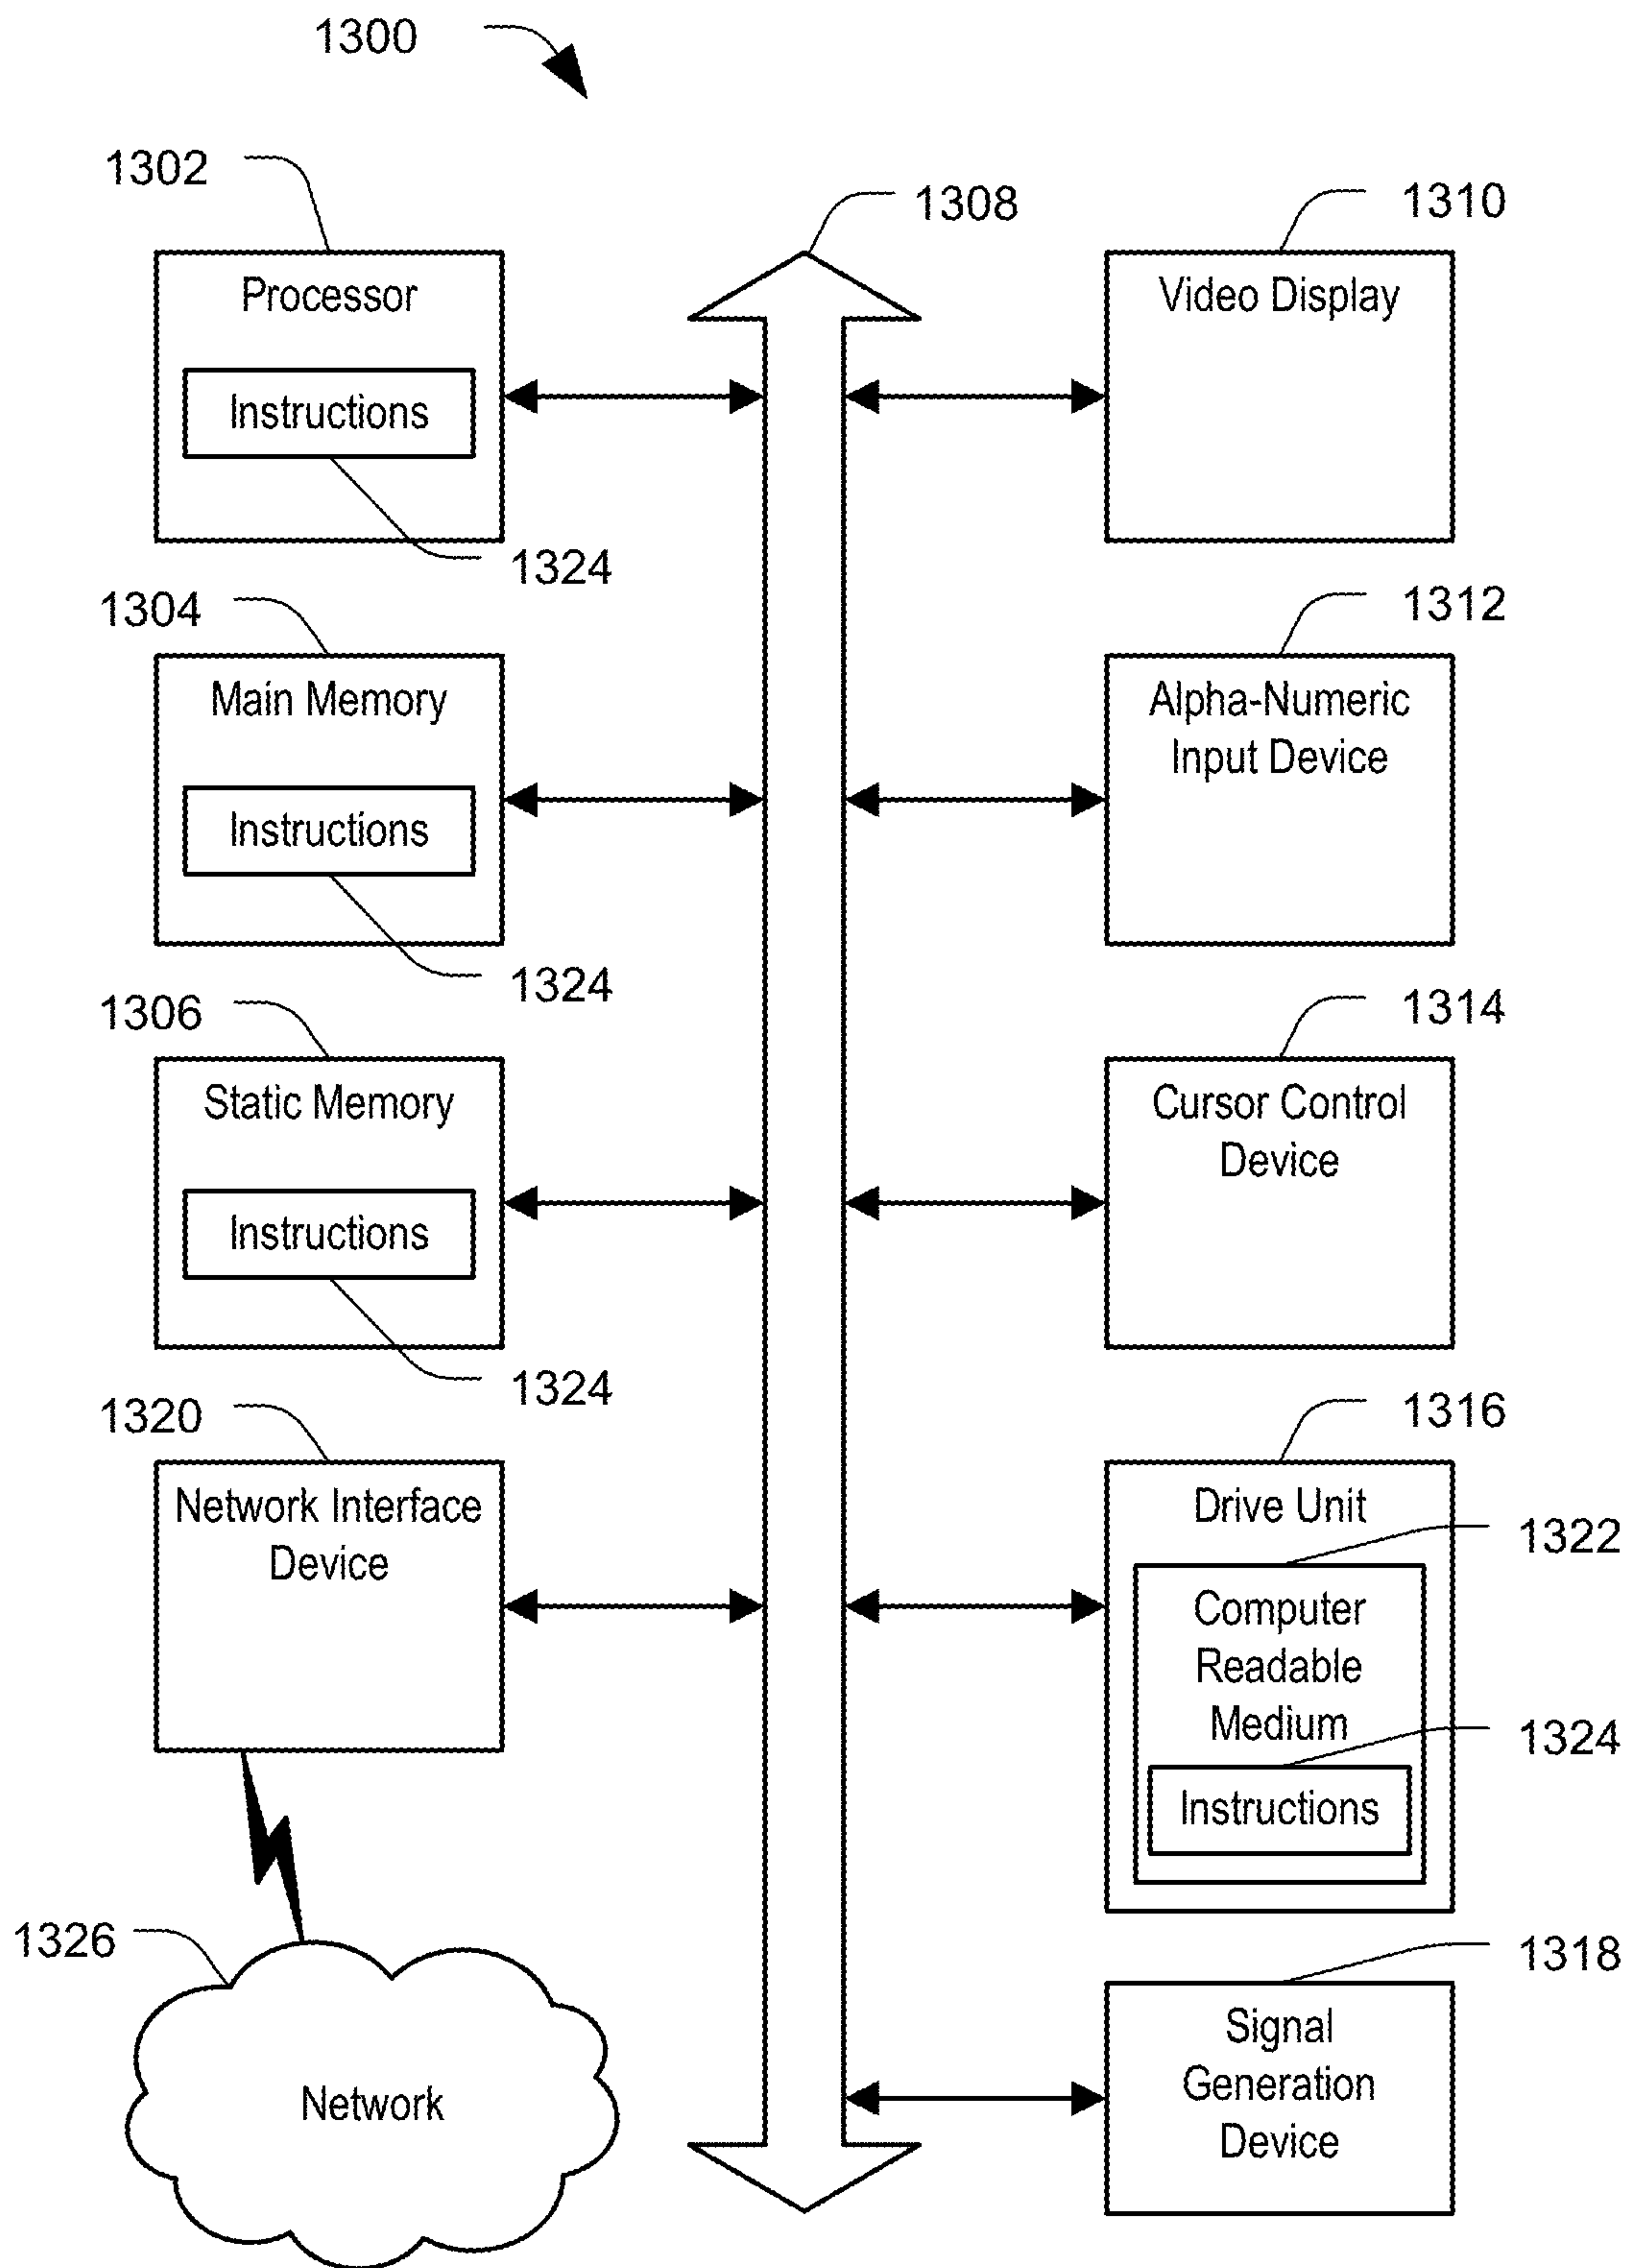 1300
1302
Processor
Instructions
1324
1304
Main Memory
Instructions
1324
1306
Static Memory
Instructions
1324
1320
Network Interface
Device
1326
Network
1308
1310
Video Display
1312
Alpha-Numeric
Input Device
1314
Cursor Control
Device
1316
Drive Unit
1322
Computer
Readable
Medium
1324
Instructions
1318
Signal
Generation
Device